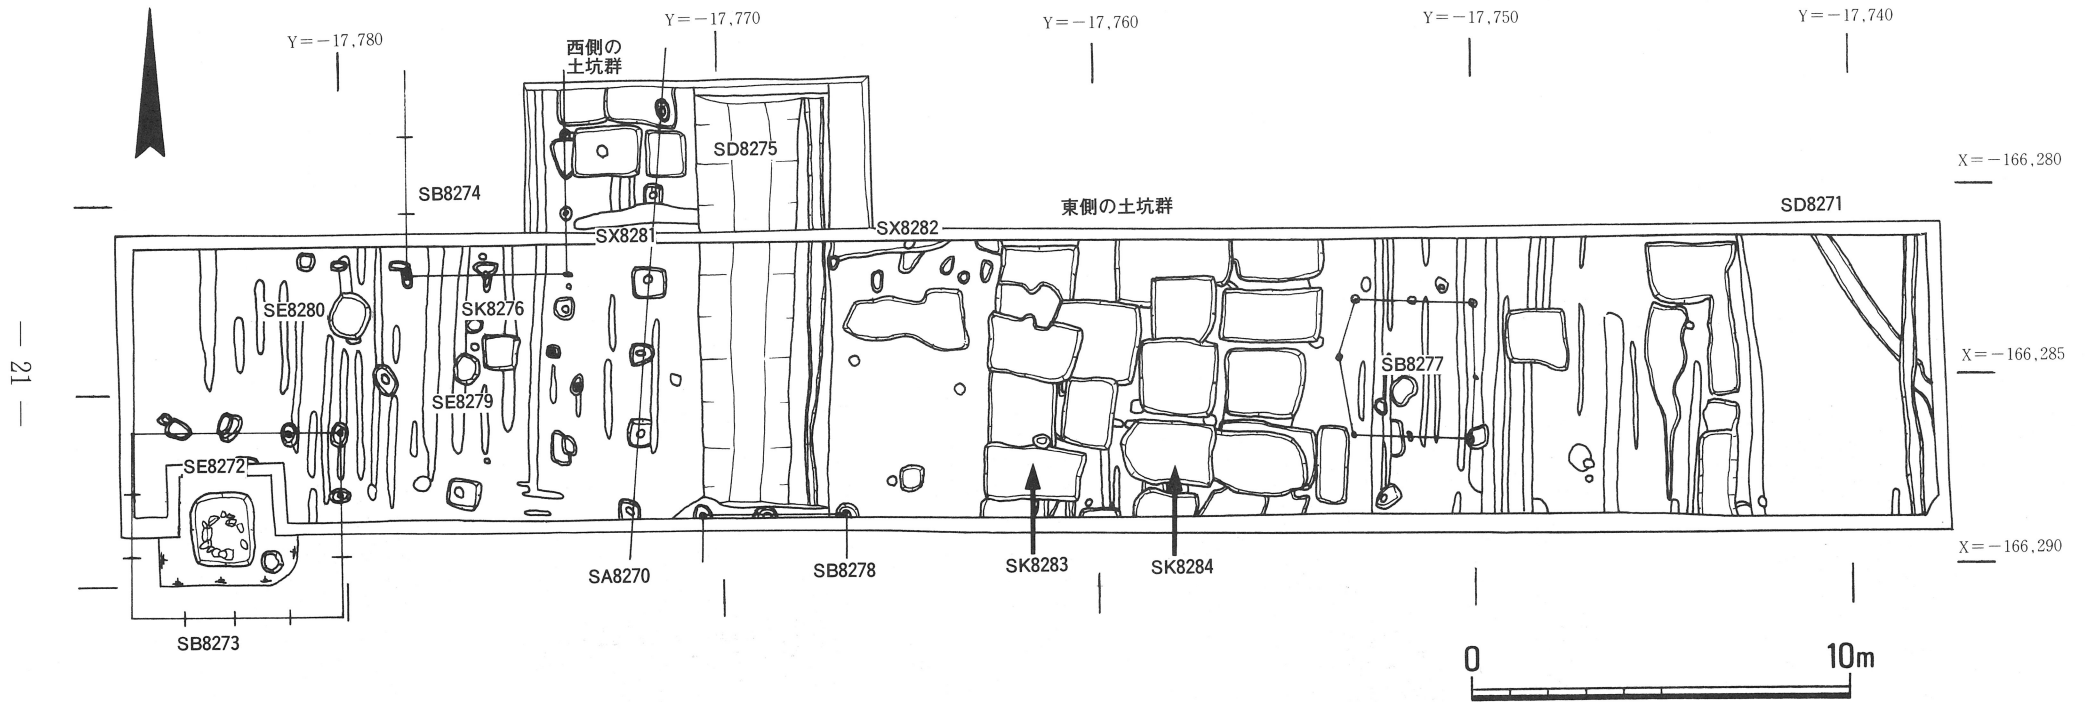 Y=−17,780
Y=−17,770
Y=−17,760
Y=−17,750
Y=−17,740
西側の
土坑群
SD8275
X=−166,280
SB8274
東側の土坑群
SD8271
SX8281
SX8282
SE8280
SK8276
X=−166,285
SB8277
SE8279
— 21 —
SE8272
X=−166,290
SA8270
SB8278
SK8283
SK8284
SB8273
0
10m